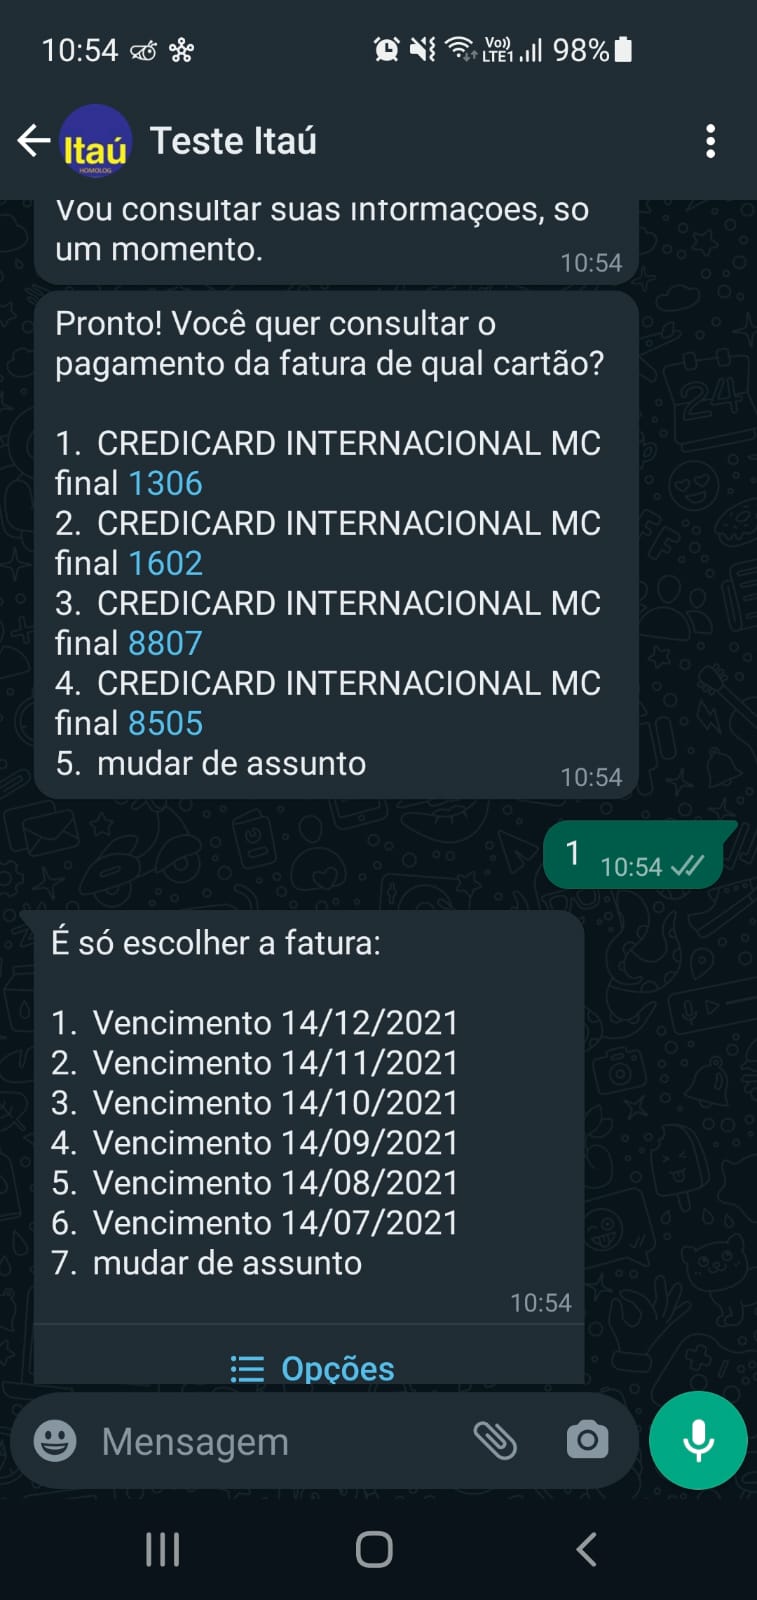 10:54
Vo))
LTE1
98%
Itaú
HOMOLOG
Teste Itaú
Vou consultar suas informações, só
um momento.
10:54
Pronto! Você quer consultar o
pagamento da fatura de qual cartão?
1. CREDICARD INTERNACIONAL MC
final 1306
2. CREDICARD INTERNACIONAL MC
final 1602
3. CREDICARD INTERNACIONAL MC
final 8807
4. CREDICARD INTERNACIONAL MC
final 8505
5. mudar de assunto
10:54
1 10:54
É só escolher a fatura:
1. Vencimento 14/12/2021
2. Vencimento 14/11/2021
3. Vencimento 14/10/2021
4. Vencimento 14/09/2021
5. Vencimento 14/08/2021
6. Vencimento 14/07/2021
7. mudar de assunto
10:54
Opções
Mensagem